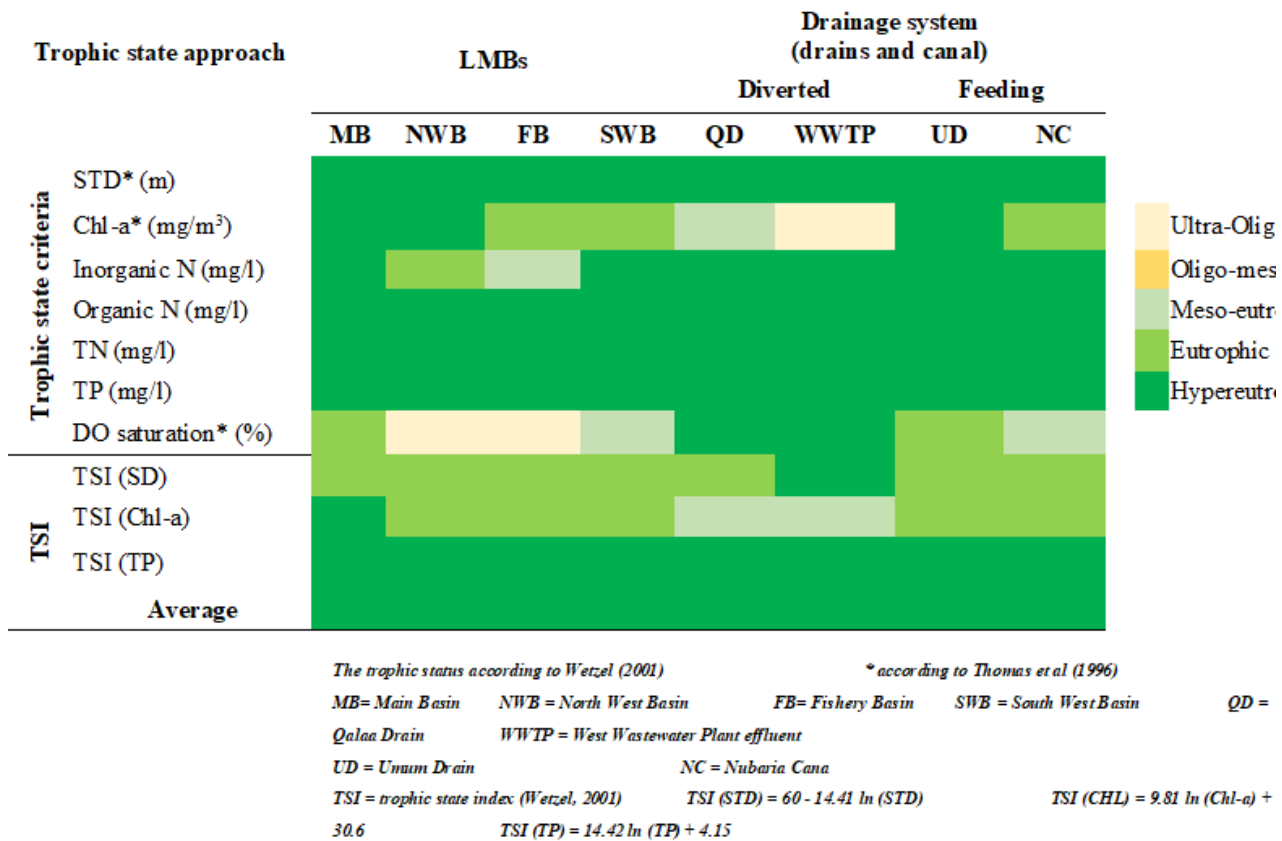 Trophic state approach
LMBs
Drainage system
(drains and canal)
Diverted
Feeding
MB NWB FB SWB QD WWTP UD NC
Trophic state criteria
STD* (m)
Chl-a* (mg/m³)
Inorganic N (mg/l)
Organic N (mg/l)
TN (mg/l)
TP (mg/l)
DO saturation* (%)
TSI
TSI (SD)
TSI (Chl-a)
TSI (TP)
Average
Ultra-Olig
Oligo-mes
Meso-eutr
Eutrophic
Hypereutr
The trophic status according to Wetzel (2001) * according to Thomas et al (1996)
MB= Main Basin NWB = North West Basin FB= Fishery Basin SWB = South West Basin QD =
Qalaa Drain WWTP = West Wastewater Plant effluent
UD = Umum Drain NC = Nubaria Cana
TSI = trophic state index (Wetzel, 2001) TSI (STD) = 60 - 14.41 ln (STD) TSI (CHL) = 9.81 ln (Chl-a) +
30.6 TSI (TP) = 14.42 ln (TP) + 4.15